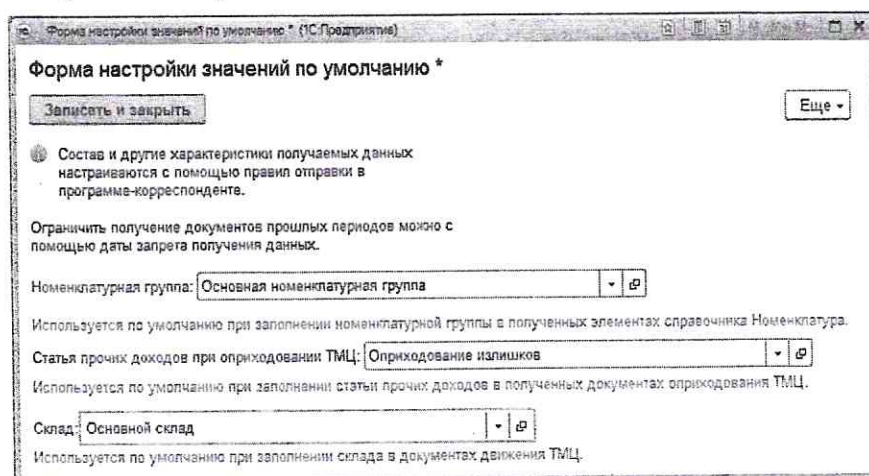 Форма настройки значений по умолчанию * (1С:Предприятие)
Форма настройки значений по умолчанию *
Записать и закрыть
Еще
Состав и другие характеристики получаемых данных
настраиваются с помощью правил отправки в
программе-корреспонденте.
Ограничить получение документов прошлых периодов можно с
помощью даты запрета получения данных.
Номенклатурная группа: Основная номенклатурная группа
Используется по умолчанию при заполнении номенклатурной группы в полученных элементах справочника Номенклатура.
Статья прочих доходов при оприходовании ТМЦ: Оприходование излишков
Используется по умолчанию при заполнении статьи прочих доходов в полученных документах оприходования ТМЦ.
Склад: Основной склад
Используется по умолчанию при заполнении склада в документах движения ТМЦ.